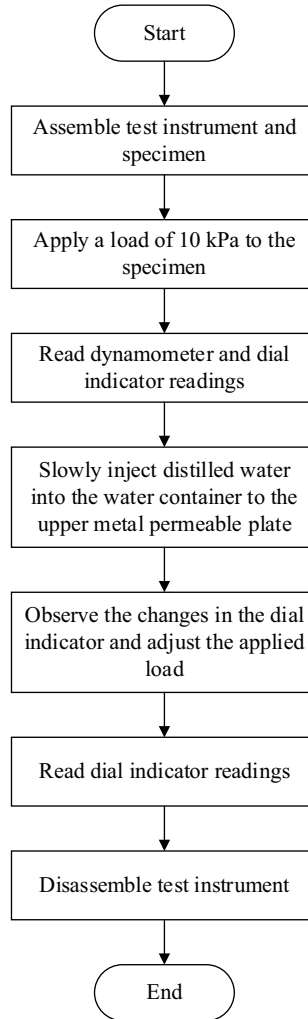 Start
Assemble test instrument and
specimen
Apply a load of 10 kPa to the
specimen
Read dynamometer and dial
indicator readings
Slowly inject distilled water
into the water container to the
upper metal permeable plate
Observe the changes in the dial
indicator and adjust the applied
load
Read dial indicator readings
Disassemble test instrument
End